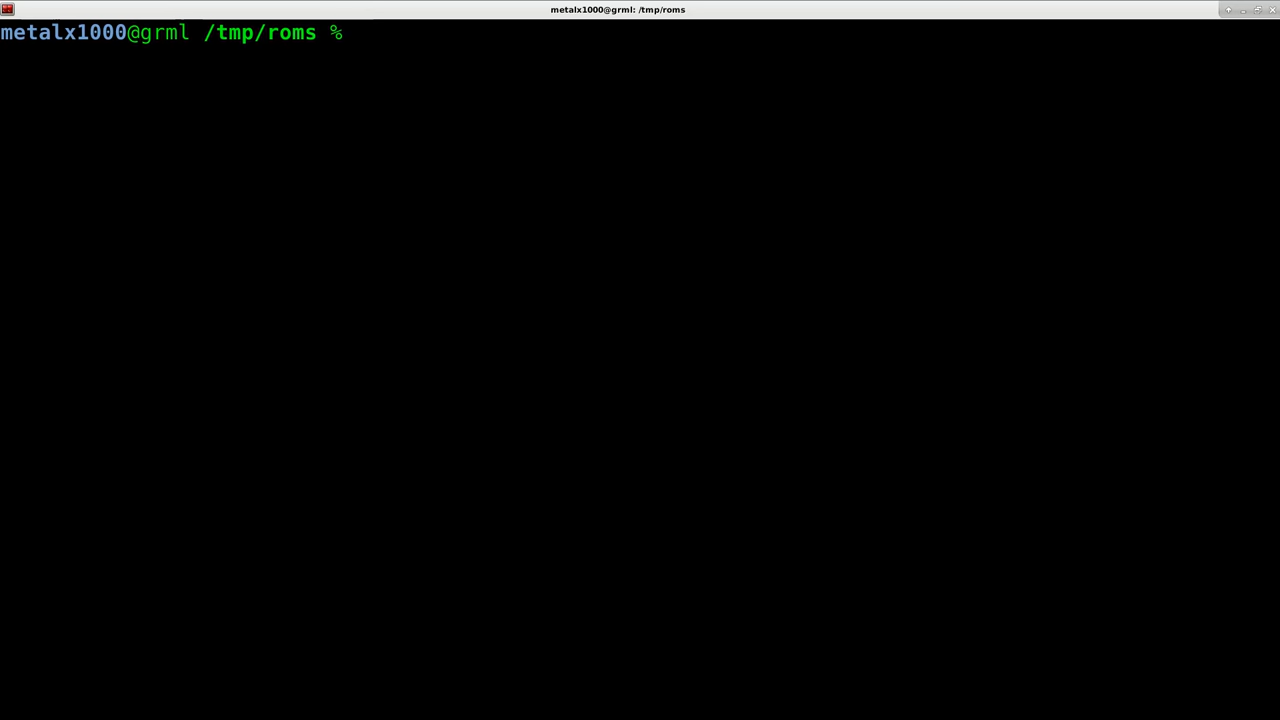 metalx1000@grml: /tmp/roms
metalx1000@grml /tmp/roms %